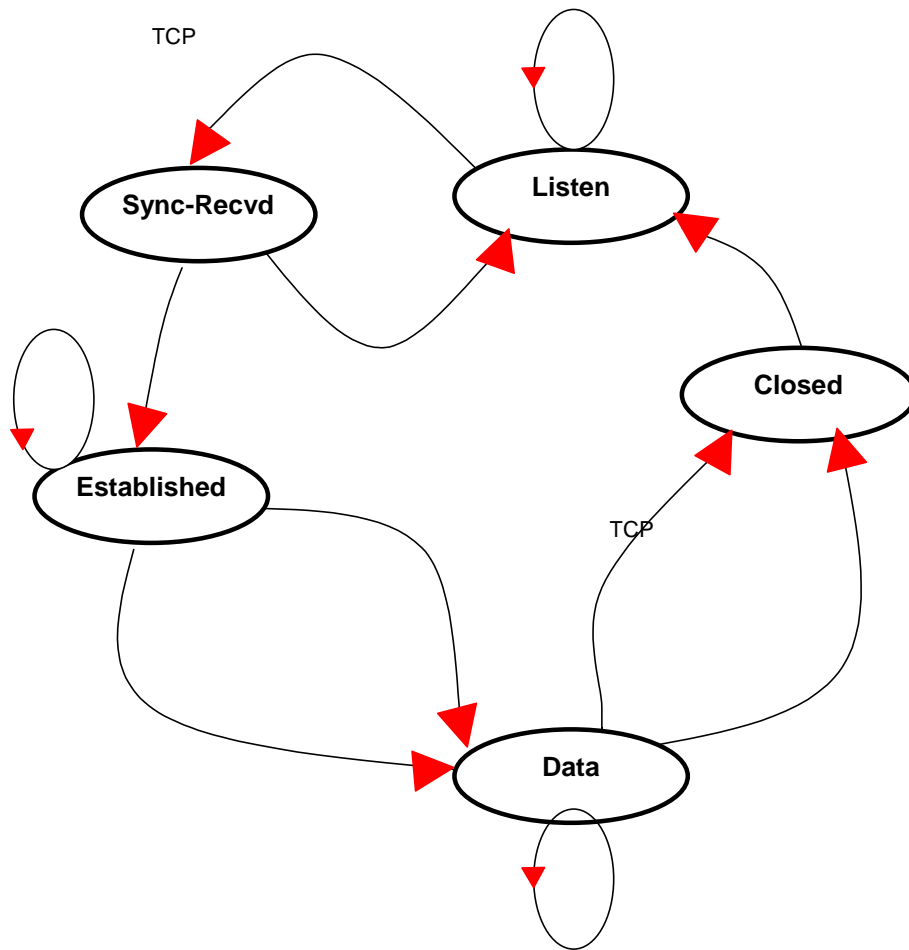 TCP
Listen
Sync-Recvd
Closed
Established
TCP
Data